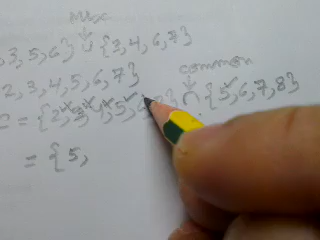 Mix
,3,5,6} ∪ {2,4,6,7}
2,3,4,5,6,7}
common
C = {2,3,4,5,6,7} ∩ {5,6,7,8}
= {5,